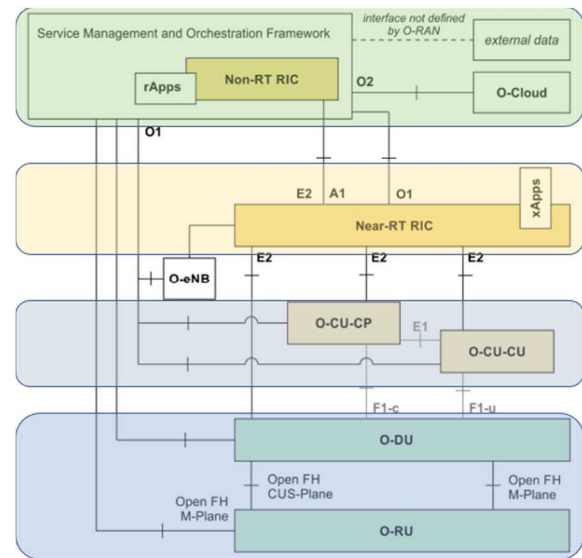 Service Management and Orchestration Framework
interface not defined
by O-RAN
external data
rApps
Non-RT RIC
O2
O-Cloud
O1
E2
A1
O1
xApps
Near-RT RIC
E2
E2
E2
O-eNB
O-CU-CP
E1
O-CU-CU
F1-c
F1-u
O-DU
Open FH
CUS-Plane
Open FH
M-Plane
Open FH
M-Plane
O-RU